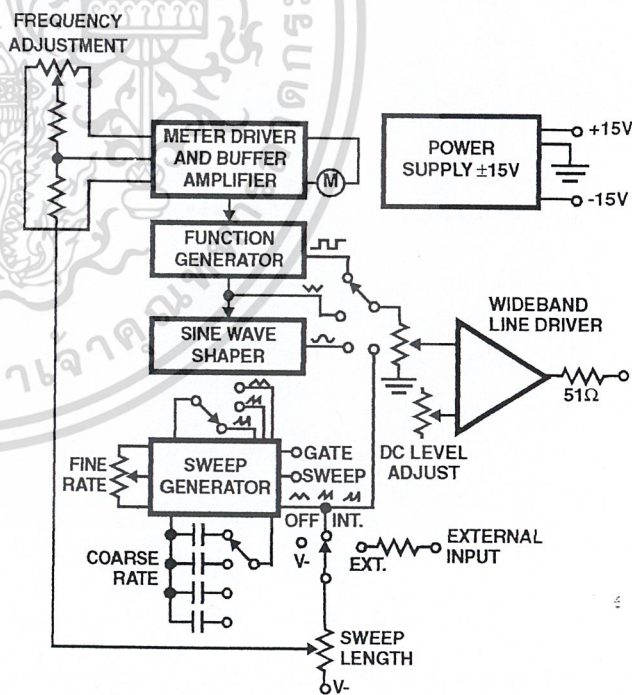 FREQUENCY
ADJUSTMENT
METER DRIVER
AND BUFFER
AMPLIFIER
M
POWER
SUPPLY ±15V
+15V
-15V
FUNCTION
GENERATOR
SINE WAVE
SHAPER
WIDEBAND
LINE DRIVER
51Ω
DC LEVEL
ADJUST
FINE
RATE
SWEEP
GENERATOR
GATE
SWEEP
OFF INT.
V-
EXT.
EXTERNAL
INPUT
COARSE
RATE
SWEEP
LENGTH
V-